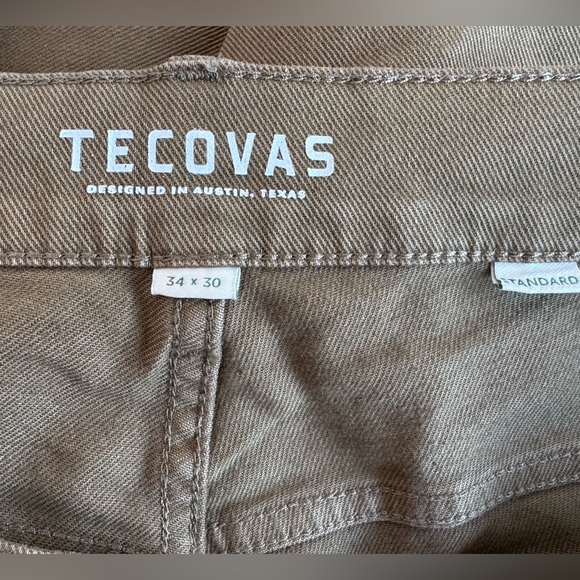 TECOVAS
DESIGNED IN AUSTIN, TEXAS
34 x 30
STANDARD